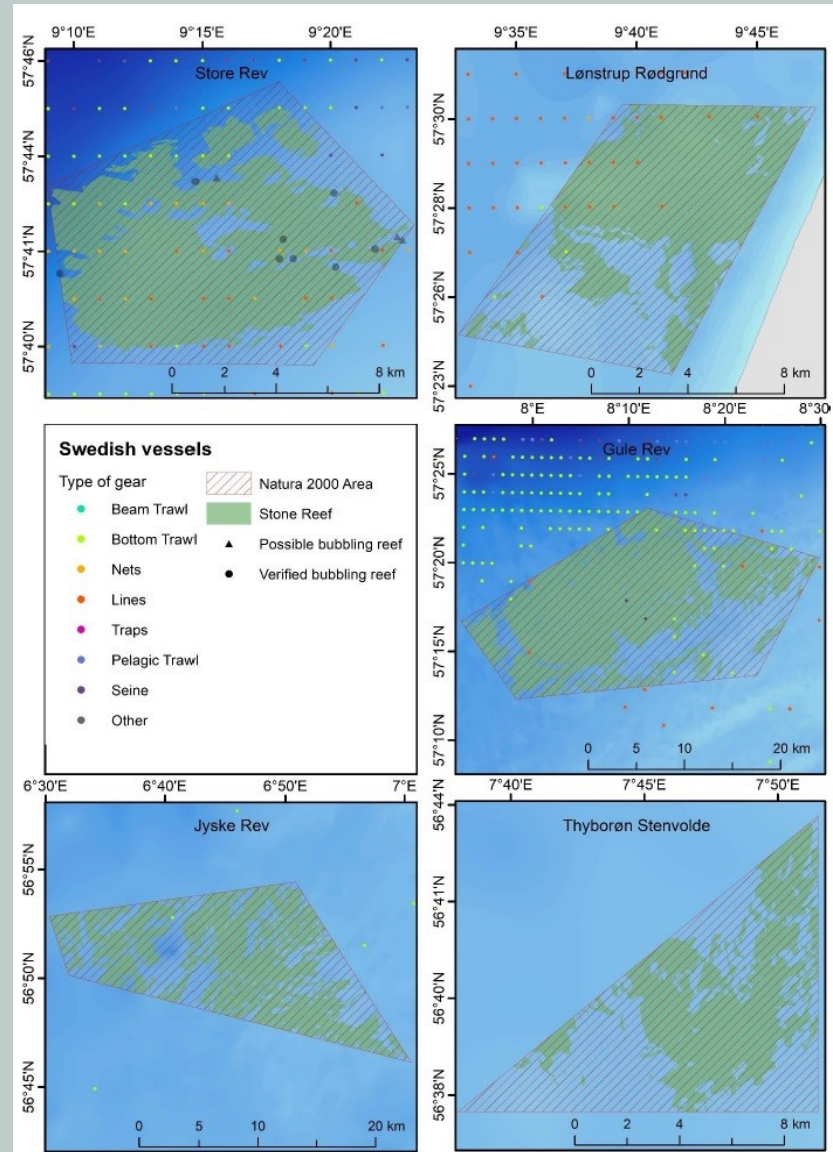 9°10'E 9°15'E 9°20'E
57°46'N
57°44'N
57°41'N
57°40'N
Store Rev
0 2 4 8 km
9°35'E 9°40'E 9°45'E
57°30'N
57°28'N
57°26'N
57°23'N
Lønstrup Rødgrund
0 2 4 8 km
Swedish vessels
Type of gear
Beam Trawl
Bottom Trawl
Nets
Lines
Traps
Pelagic Trawl
Seine
Other
Natura 2000 Area
Stone Reef
Possible bubbling reef
Verified bubbling reef
8°E 8°10'E 8°20'E 8°30
57°25'N
57°20'N
57°15'N
57°10'N
Gule Rev
0 5 10 20 km
6°30'E 6°40'E 6°50'E 7°E
56°55'N
56°50'N
56°45'N
Jyske Rev
0 5 10 20 km
7°40'E 7°45'E 7°50'E
56°44'N
56°41'N
56°40'N
56°38'N
Thyborøn Stenvolde
0 2 4 8 km